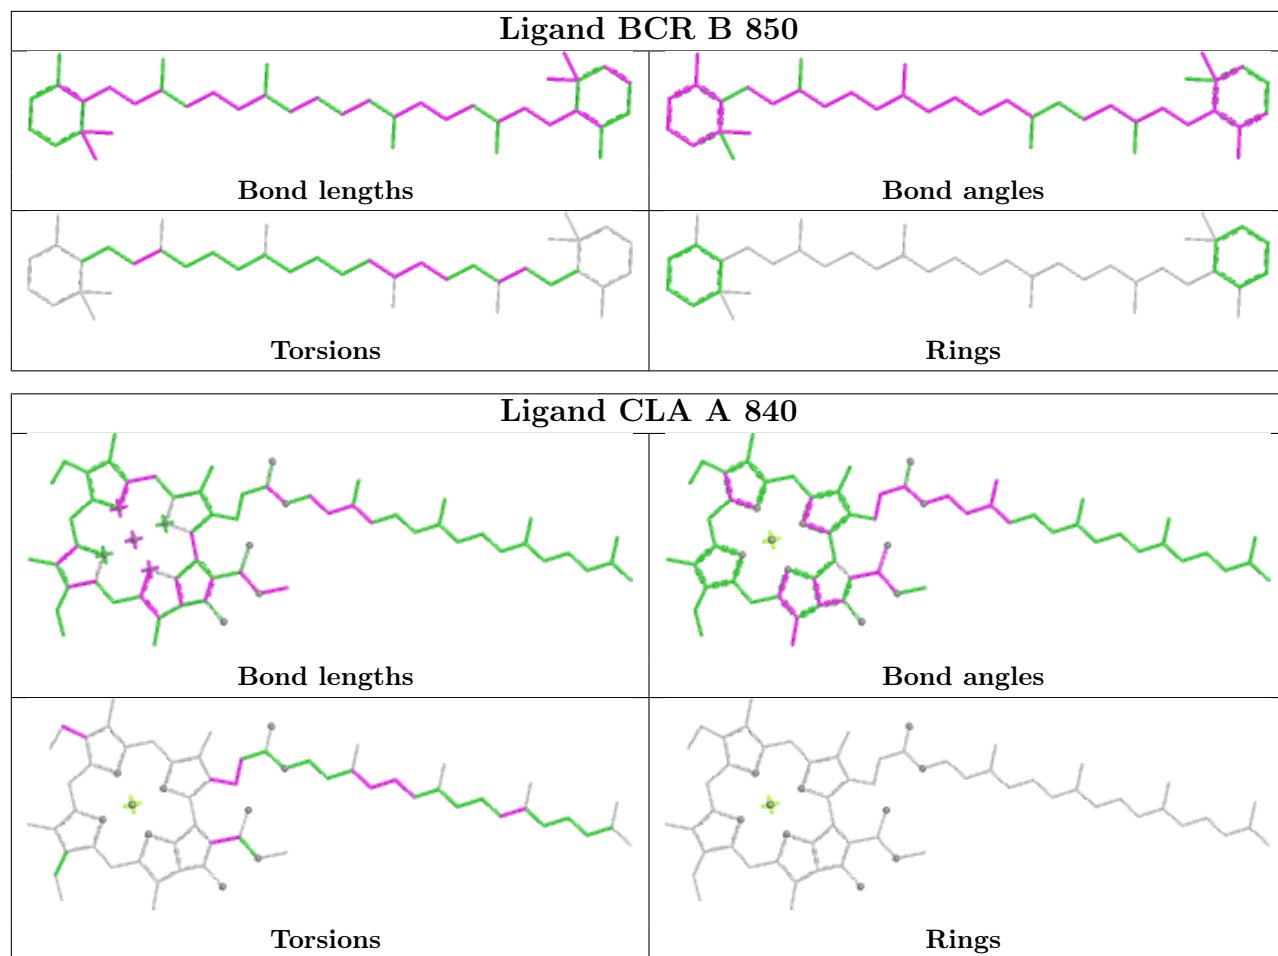 Ligand BCR B 850
Bond lengths
Bond angles
Torsions
Rings
Ligand CLA A 840
Bond lengths
Bond angles
Torsions
Rings